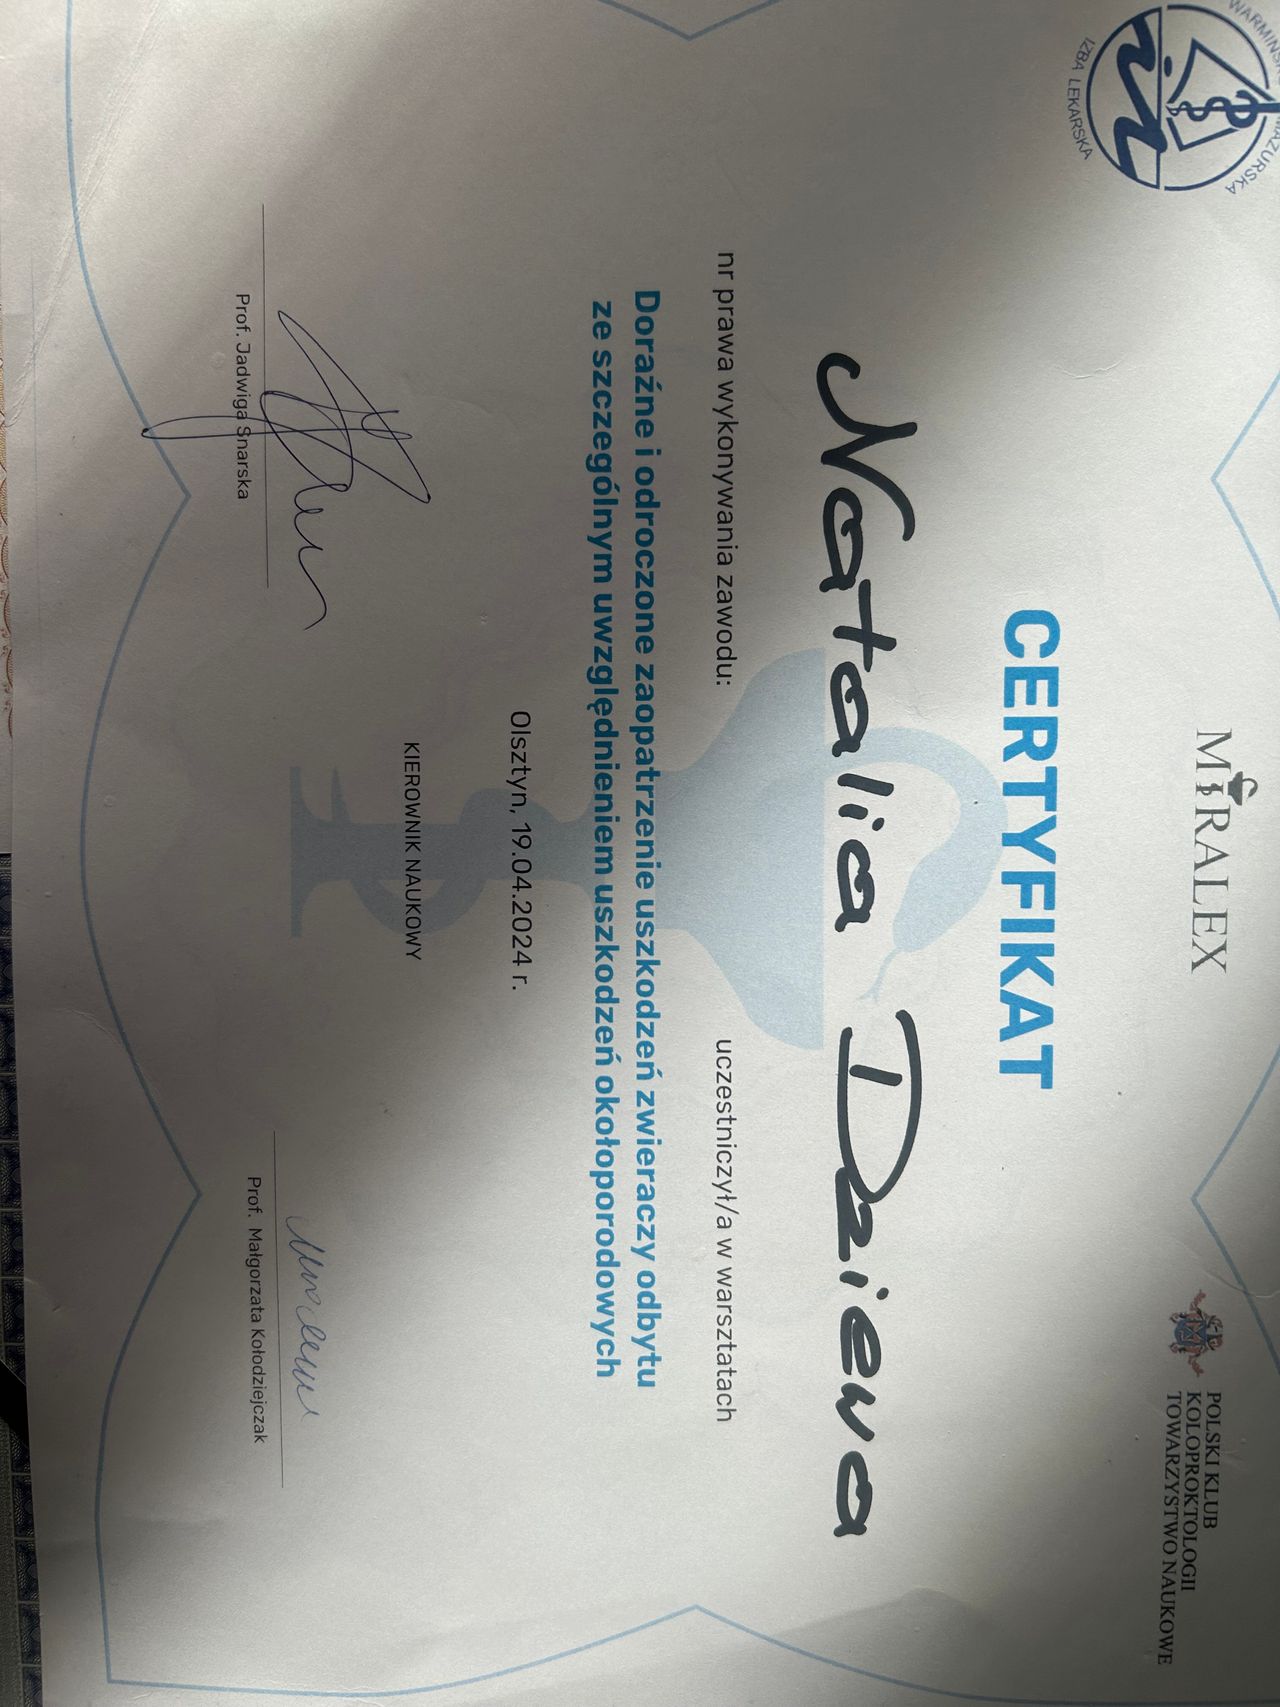 WARMIŃSKO MAZURSKA
IZBA LEKARSKA
MIRALEX
POLSKI KLUB
KOLOPROKTOLOGII
TOWARZYSTWO NAUKOWE
CERTYFIKAT
Natalia Dziewa
nr prawa wykonywania zawodu: uczestniczył/a w warsztatach
Doraźne i odroczone zaopatrzenie uszkodzeń zwieraczy odbytu
ze szczególnym uwzględnieniem uszkodzeń okołoporodowych
Olsztyn, 19.04.2024 r.
KIEROWNIK NAUKOWY
Prof. Jadwiga Snarska
Prof. Małgorzata Kołodziejczak